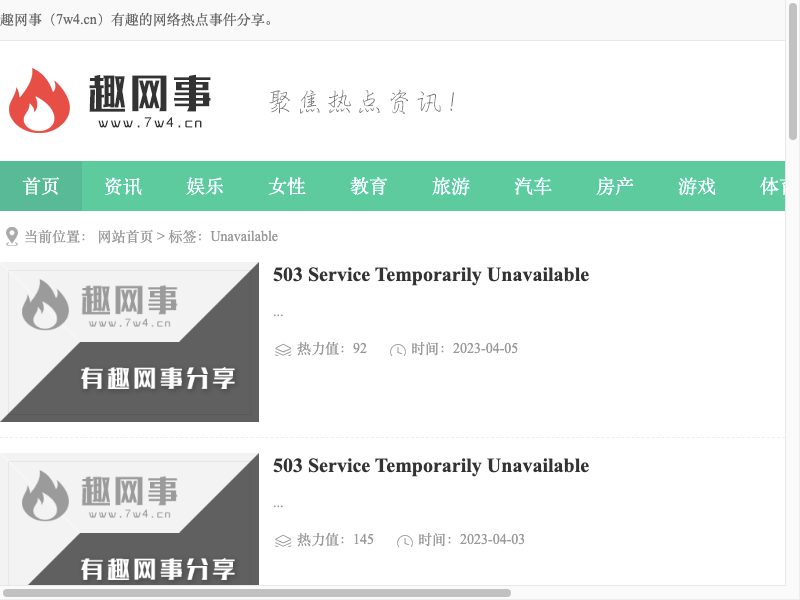 趣网事（7w4.cn）有趣的网络热点事件分享。
趣网事
www.7w4.cn
聚焦热点资讯！
首页 资讯 娱乐 女性 教育 旅游 汽车 房产 游戏 体育
当前位置： 网站首页 > 标签：Unavailable
503 Service Temporarily Unavailable
...
热力值：92 时间：2023-04-05
趣网事
www.7w4.cn
有趣网事分享
503 Service Temporarily Unavailable
...
热力值：145 时间：2023-04-03
趣网事
www.7w4.cn
有趣网事分享